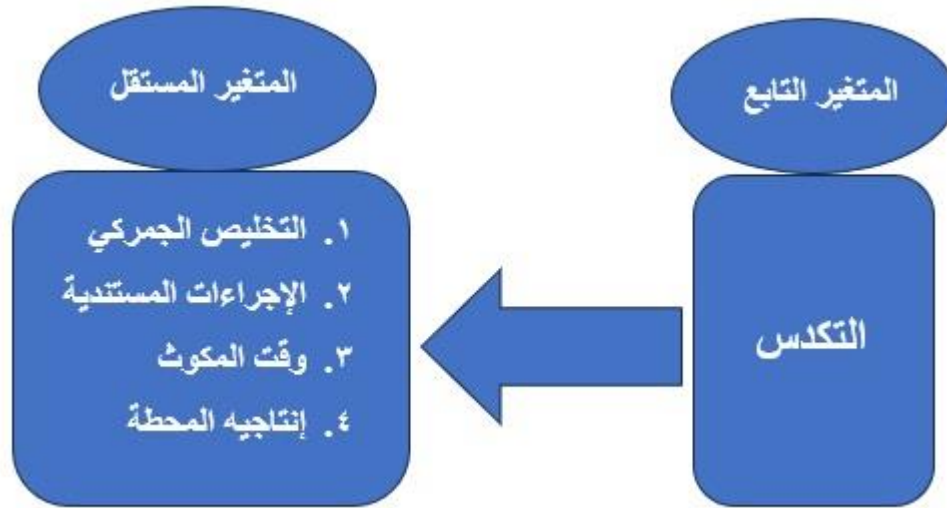 المتغير التابع
التكدس
المتغير المستقل
١. التخليص الجمركي
٢. الإجراءات المستندية
٣. وقت المكوث
٤. إنتاجيه المحطة